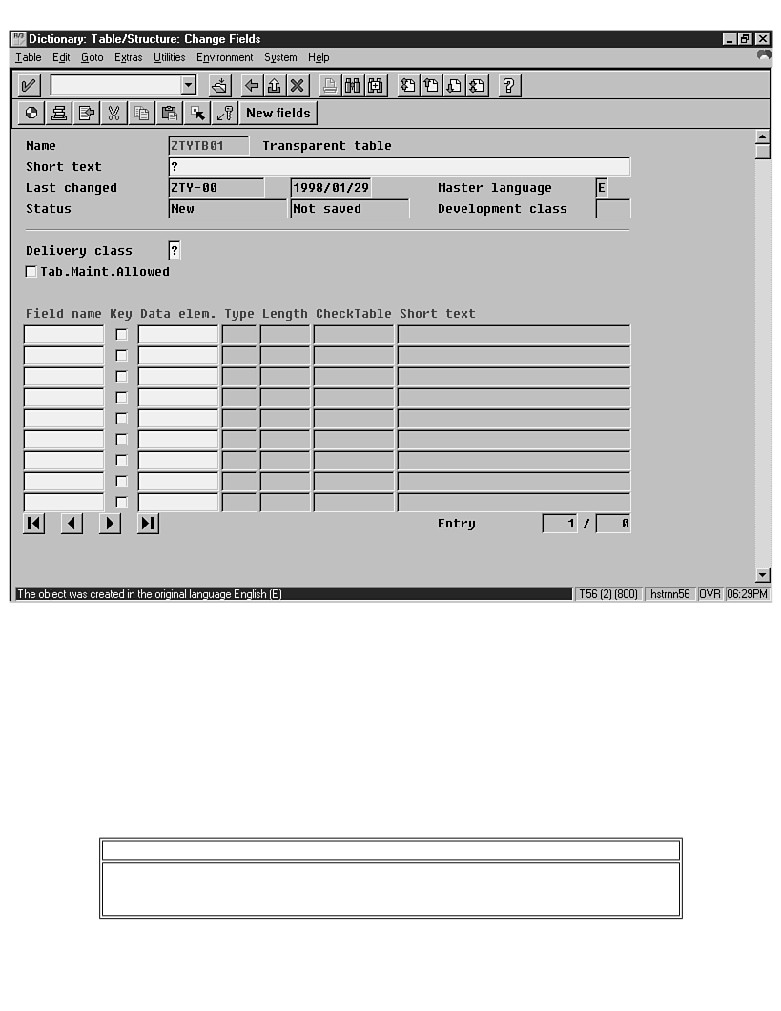 Dictionary: Table/Structure: Change Fields
Table Edit Goto Extras Utilities Environment System Help
New fields
Name ZTYTB01 Transparent table
Short text ?
Last changed ZTY-00 1998/01/29 Master language E
Status New Not saved Development class
Delivery class ?
Tab.Maint.Allowed
Field name Key Data elem. Type Length CheckTable Short text
Entry 1 / 0
The obect was created in the original language English (E) T56 (2) (800) OVR 06:29PM